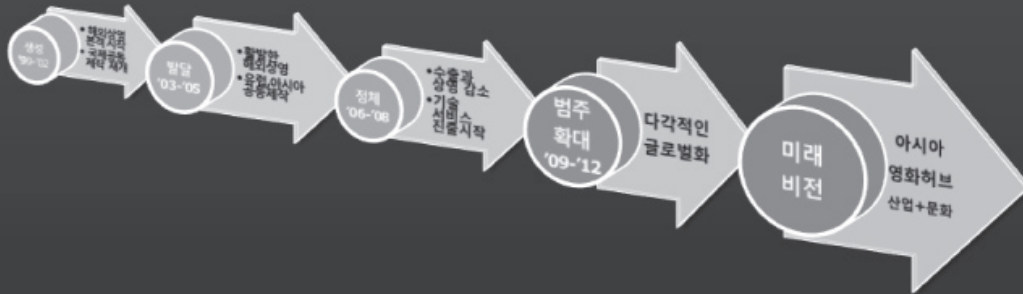 생성
'99-'02
• 해외상영
본격시작
• 국제공동
제작 재개
발달
'03-'05
• 활발한
해외상영
• 유럽,아시아
공동제작
정체
'06-'08
• 수출과
상영 감소
• 기술
서비스
진출시작
범주
확대
'09-'12
다각적인
글로벌화
미래
비전
아시아
영화허브
산업+문화